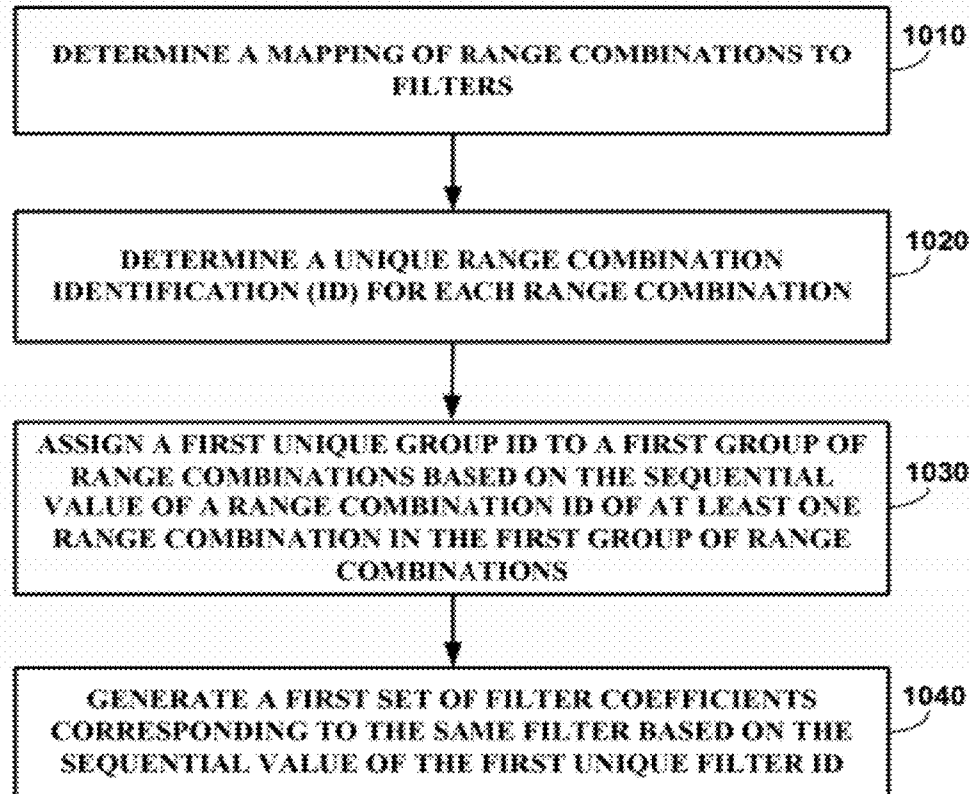 DETERMINE A MAPPING OF RANGE COMBINATIONS TO
FILTERS
1010
DETERMINE A UNIQUE RANGE COMBINATION
IDENTIFICATION (ID) FOR EACH RANGE COMBINATION
1020
ASSIGN A FIRST UNIQUE GROUP ID TO A FIRST GROUP OF
RANGE COMBINATIONS BASED ON THE SEQUENTIAL
VALUE OF A RANGE COMBINATION ID OF AT LEAST ONE
RANGE COMBINATION IN THE FIRST GROUP OF RANGE
COMBINATIONS
1030
GENERATE A FIRST SET OF FILTER COEFFICIENTS
CORRESPONDING TO THE SAME FILTER BASED ON THE
SEQUENTIAL VALUE OF THE FIRST UNIQUE FILTER ID
1040